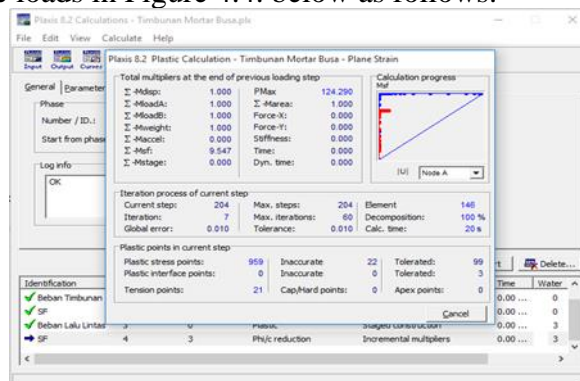 loads in Figure 4.4. below as follows.
Plaxis 8.2 Calculations - Timbunan Mortar Busa.plx
File Edit View Calculate Help
Input Output Curves
Plaxis 8.2 Plastic Calculation - Timbunan Mortar Busa - Plane Strain
General Parameter
Phase
Number / ID.:
Start from phase
Log info
OK
Total multipliers at the end of previous loading step
Σ -Mdisp: 1.000 PMax 124.290
Σ -MloadA: 1.000 Σ -Marea: 1.000
Σ -MloadB: 1.000 Force-X: 0.000
Σ -Mweight: 1.000 Force-Y: 0.000
Σ -Maccel: 0.000 Stiffness: 0.000
Σ -Msf: 9.547 Time: 0.000
Σ -Mstage: 0.000 Dyn. time: 0.000
Calculation progress
Msf
|U| Node A
Iteration process of current step
Current step: 204 Max. steps: 204 Element 146
Iteration: 7 Max. iterations: 60 Decomposition: 100 %
Global error: 0.010 Tolerance: 0.010 Calc. time: 20 s
Plastic points in current step
Plastic stress points: 959 Inaccurate 22 Tolerated: 99
Plastic interface points: 0 Inaccurate 0 Tolerated: 3
Tension points: 21 Cap/Hard points: 0 Apex points: 0
Cancel
Delete...
Identification Time Water
Beban Timbunan 0.00 ... 0
SF 0.00 ... 0
Beban Lalu Lintas 3 0 Plastic Staged construction 0.00 ... 3
SF 4 3 Phi/c reduction Incremental multipliers 0.00 ... 3